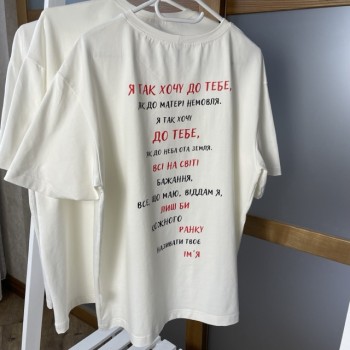 Я ТАК ХОЧУ ДО ТЕБЕ,
ЯК ДО МАТЕРІ НЕМОВЛЯ.
Я ТАК ХОЧУ
ДО ТЕБЕ,
ЯК ДО НЕБА ОТА ЗЕМЛЯ.
ВСІ НА СВІТІ
БАЖАННЯ,
ВСЕ, ЩО МАЮ, ВІДДАМ Я,
ЛИШ БИ
КОЖНОГО
РАНКУ
НАЗИВАТИ ТВОЄ
ІМ'Я